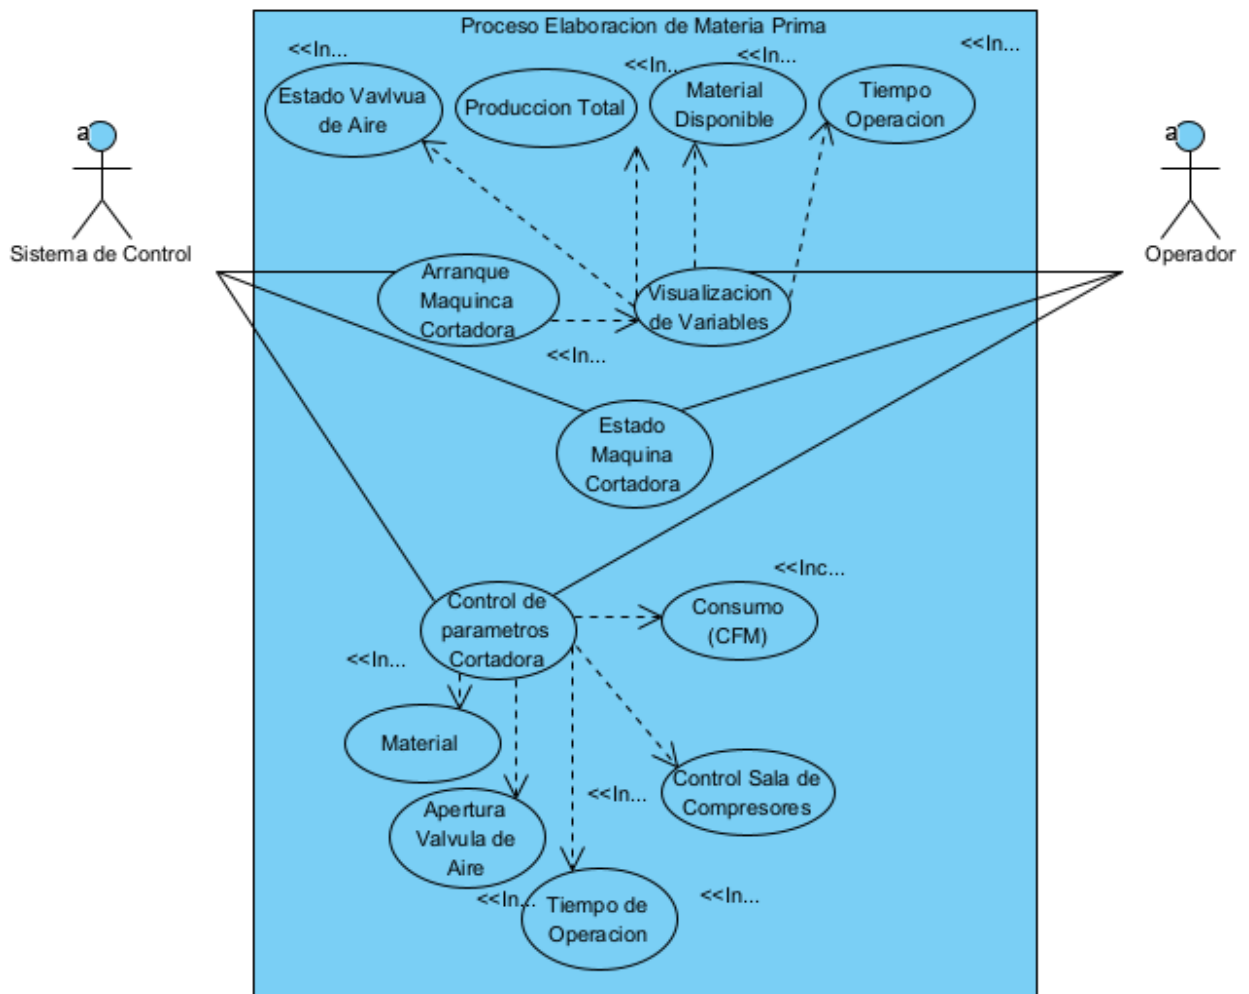 Proceso Elaboracion de Materia Prima
<<In...
<<In...
<<In...
<<In...
Estado Vavlvua
de Aire
Produccion Total
Material
Disponible
Tiempo
Operacion
a
Sistema de Control
a
Operador
Arranque
Maquinca
Cortadora
Visualizacion
de Variables
<<In...
Estado
Maquina
Cortadora
Control de
parametros
Cortadora
<<Inc...
Consumo
(CFM)
<<In...
Material
Control Sala de
Compresores
<<In...
Apertura
Valvula de
Aire
<<In...
Tiempo de
Operacion
<<In...